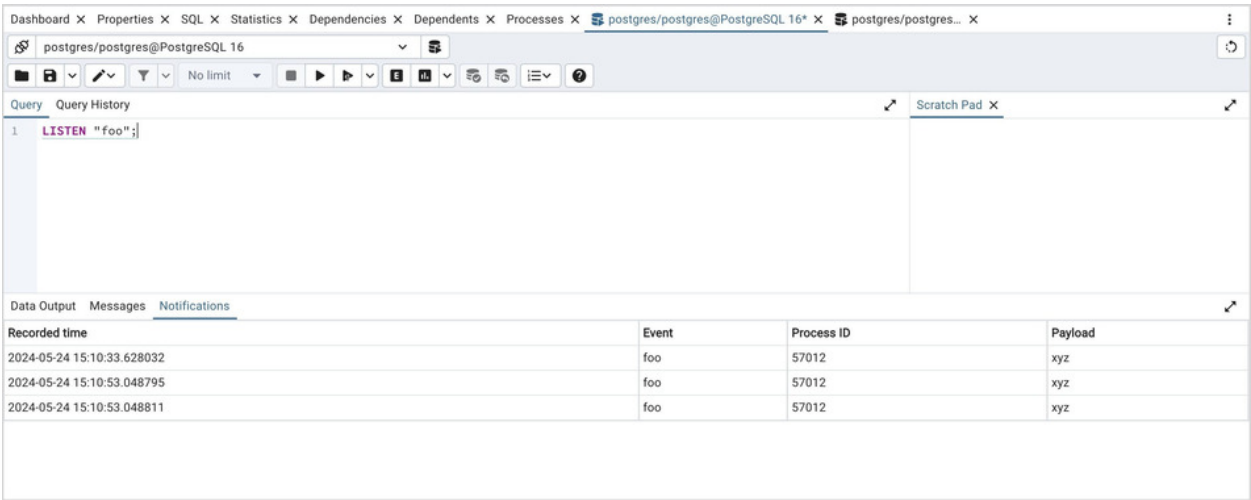 Dashboard Properties SQL Statistics Dependencies Dependents Processes postgres/postgres@PostgreSQL 16* postgres/postgres...
postgres/postgres@PostgreSQL 16
No limit E
Query Query History Scratch Pad
1 LISTEN "foo";
Data Output Messages Notifications
Recorded time Event Process ID Payload
2024-05-24 15:10:33.628032 foo 57012 xyz
2024-05-24 15:10:53.048795 foo 57012 xyz
2024-05-24 15:10:53.048811 foo 57012 xyz